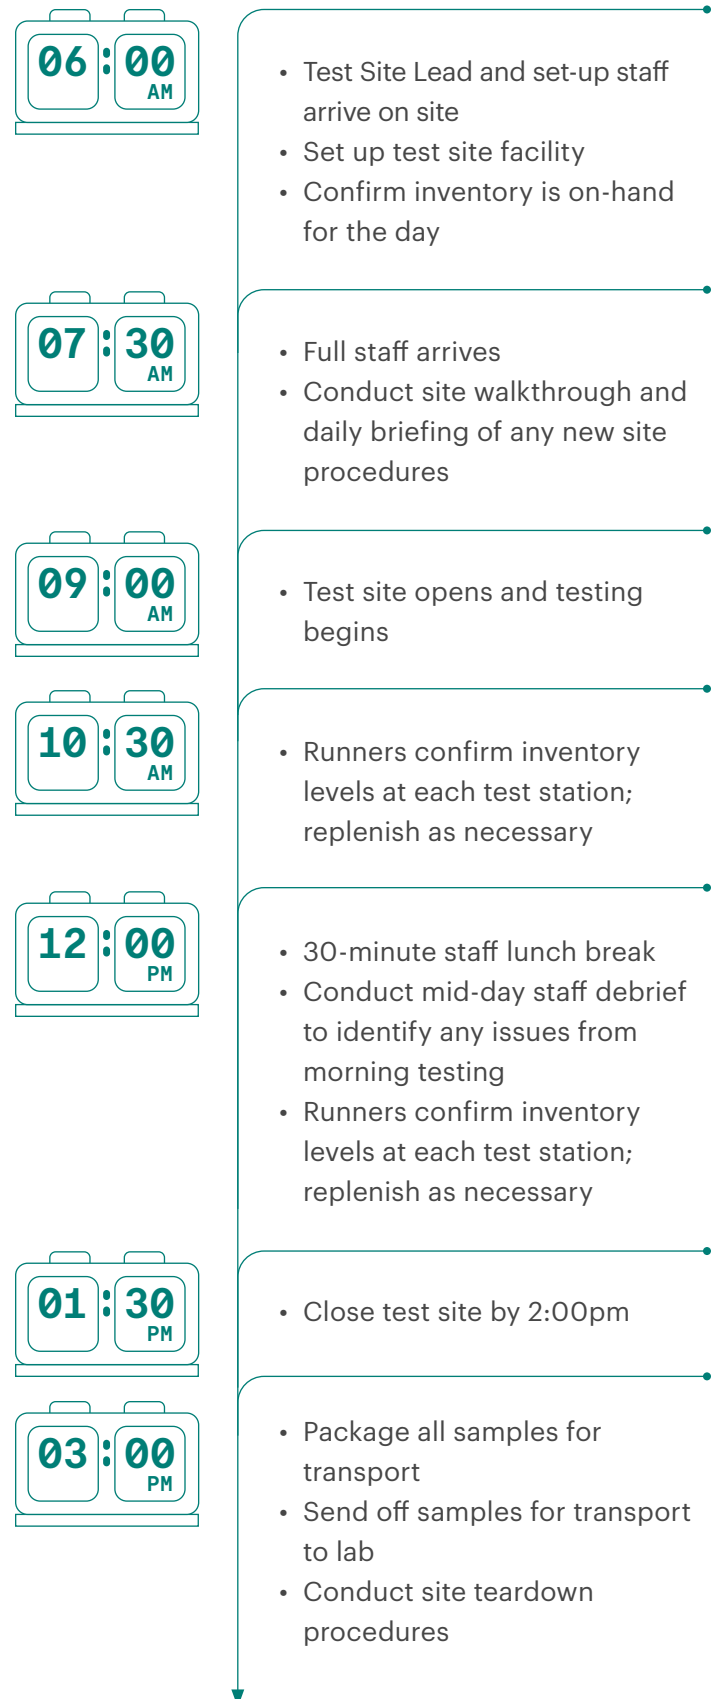 06:00 AM
• Test Site Lead and set-up staff
arrive on site
• Set up test site facility
• Confirm inventory is on-hand
for the day
07:30 AM
• Full staff arrives
• Conduct site walkthrough and
daily briefing of any new site
procedures
09:00 AM
• Test site opens and testing
begins
10:30 AM
• Runners confirm inventory
levels at each test station;
replenish as necessary
12:00 PM
• 30-minute staff lunch break
• Conduct mid-day staff debrief
to identify any issues from
morning testing
• Runners confirm inventory
levels at each test station;
replenish as necessary
01:30 PM
• Close test site by 2:00pm
03:00 PM
• Package all samples for
transport
• Send off samples for transport
to lab
• Conduct site teardown
procedures